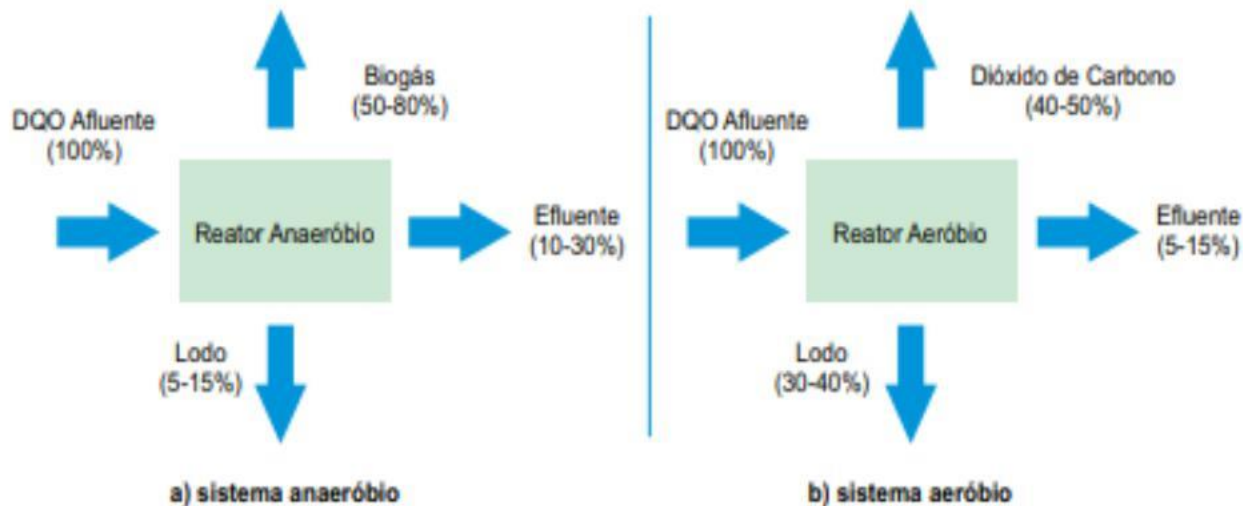 Biogás
(50-80%)
DQO Afluente
(100%)
Reator Anaeróbio
Efluente
(10-30%)
Lodo
(5-15%)
a) sistema anaeróbio
Dióxido de Carbono
(40-50%)
DQO Afluente
(100%)
Reator Aeróbio
Efluente
(5-15%)
Lodo
(30-40%)
b) sistema aeróbio